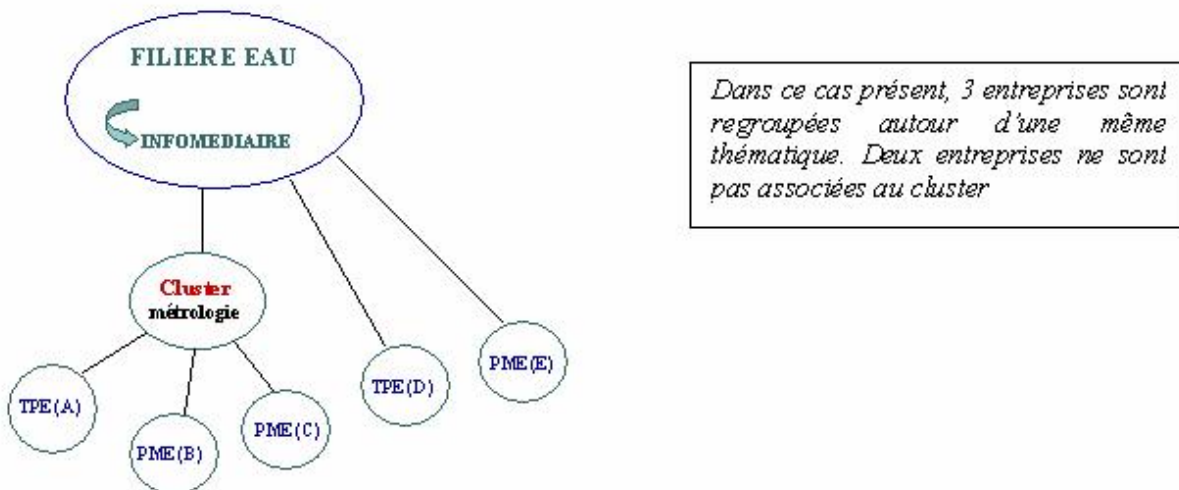 FILIERE EAU
INFOMEDIAIRE
Dans ce cas présent, 3 entreprises sont
regroupées autour d'une même
thématique. Deux entreprises ne sont
pas associées au cluster
Cluster
métrologie
TPE(A)
PME(B)
PME(C)
TPE(D)
PME(E)